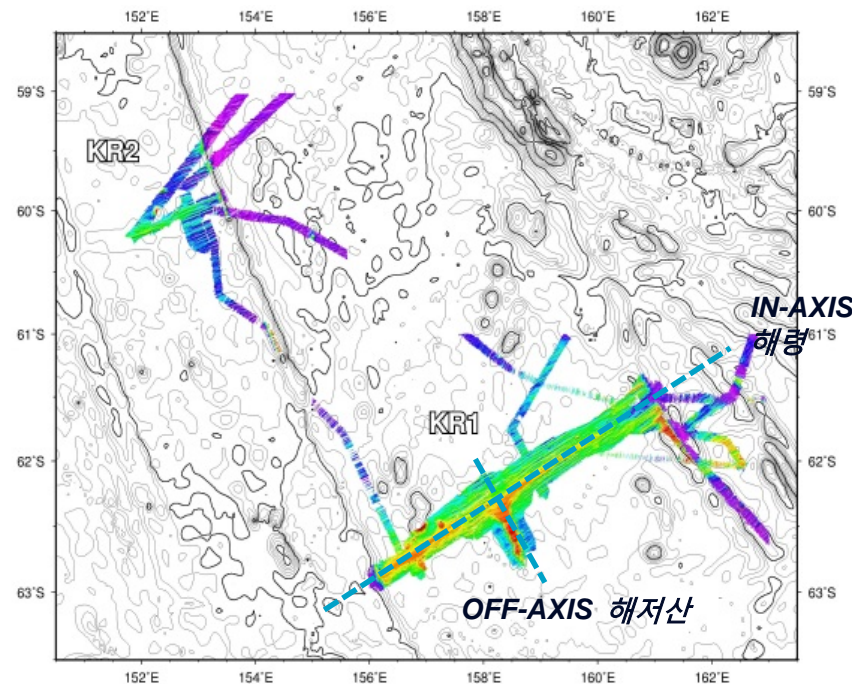 152°E 154°E 156°E 158°E 160°E 162°E
59°S 59°S
KR2
60°S 60°S
IN-AXIS
61°S 61°S
해령
KR1
62°S 62°S
63°S 63°S
OFF-AXIS 해저산
152°E 154°E 156°E 158°E 160°E 162°E